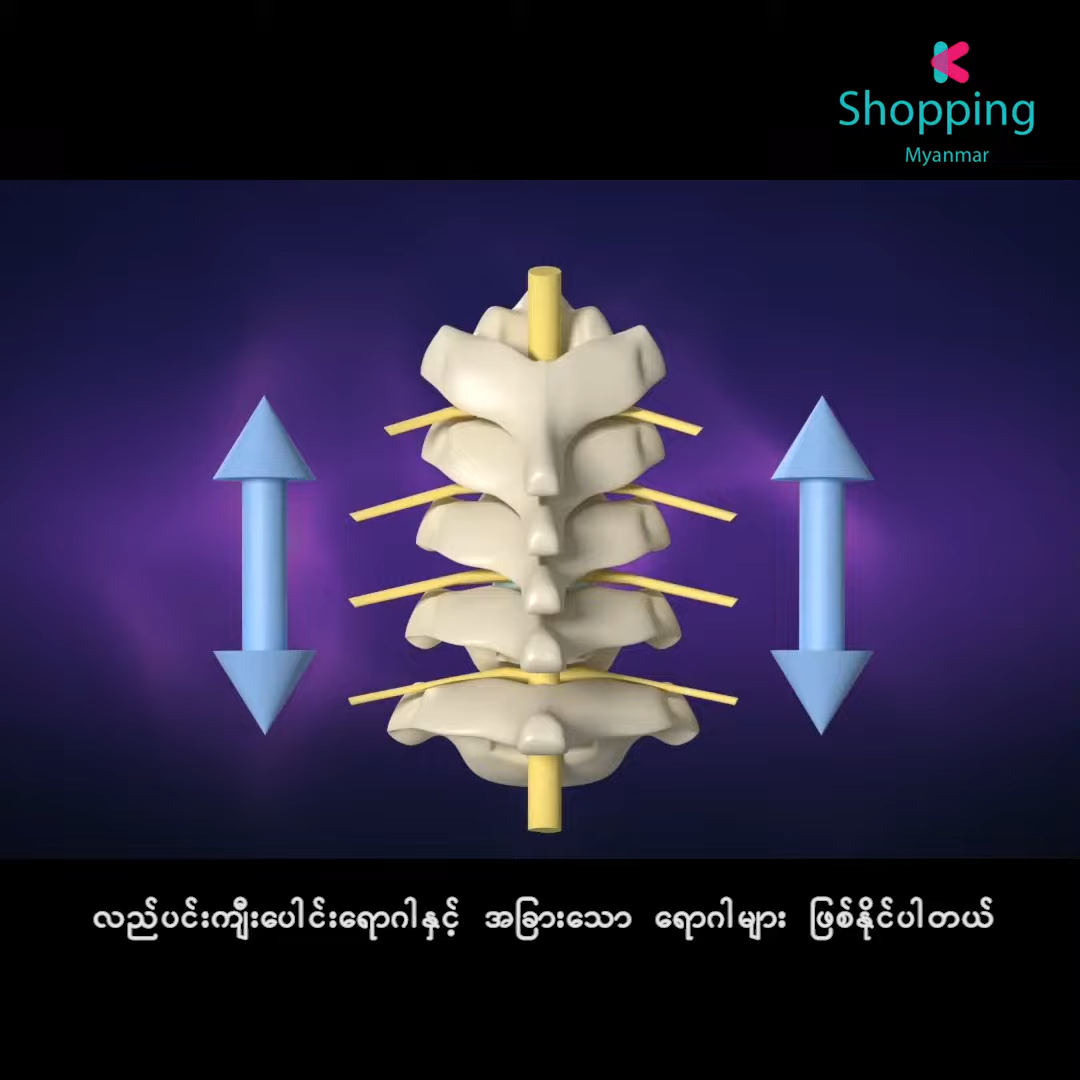 Shopping
Myanmar
လည်ပင်းကျီးပေါင်းရောဂါနှင့် အခြားသော ရောဂါများ ဖြစ်နိုင်ပါတယ်